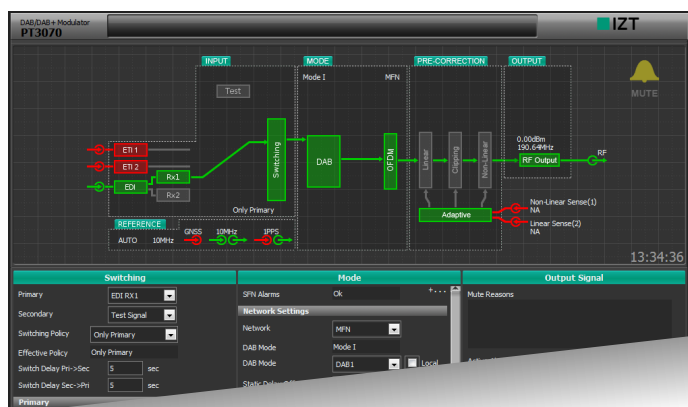 DAB/DAB+ Modulator
PT3070
IZT
INPUT
MODE
PRE-CORRECTION
OUTPUT
Mode I
MFN
Test
MUTE
ETI 1
ETI 2
EDI
Rx1
Rx2
Switching
DAB
OFDM
Linear
Clipping
Non-Linear
0.00dBm
190.64MHz
RF Output
RF
Only Primary
Adaptive
Non-Linear Sense(1)
NA
Linear Sense(2)
NA
REFERENCE
AUTO
10MHz
GNSS
10MHz
1PPS
13:34:36
Switching
Primary
EDI RX1
Secondary
Test Signal
Switching Policy
Only Primary
Effective Policy
Only Primary
Switch Delay Pri->Sec
5
sec
Switch Delay Sec->Pri
5
sec
Primary
Mode
SFN Alarms
Ok
+...
Network Settings
Network
MFN
DAB Mode
Mode I
DAB Mode
DAB1
Local
Output Signal
Mute Reasons